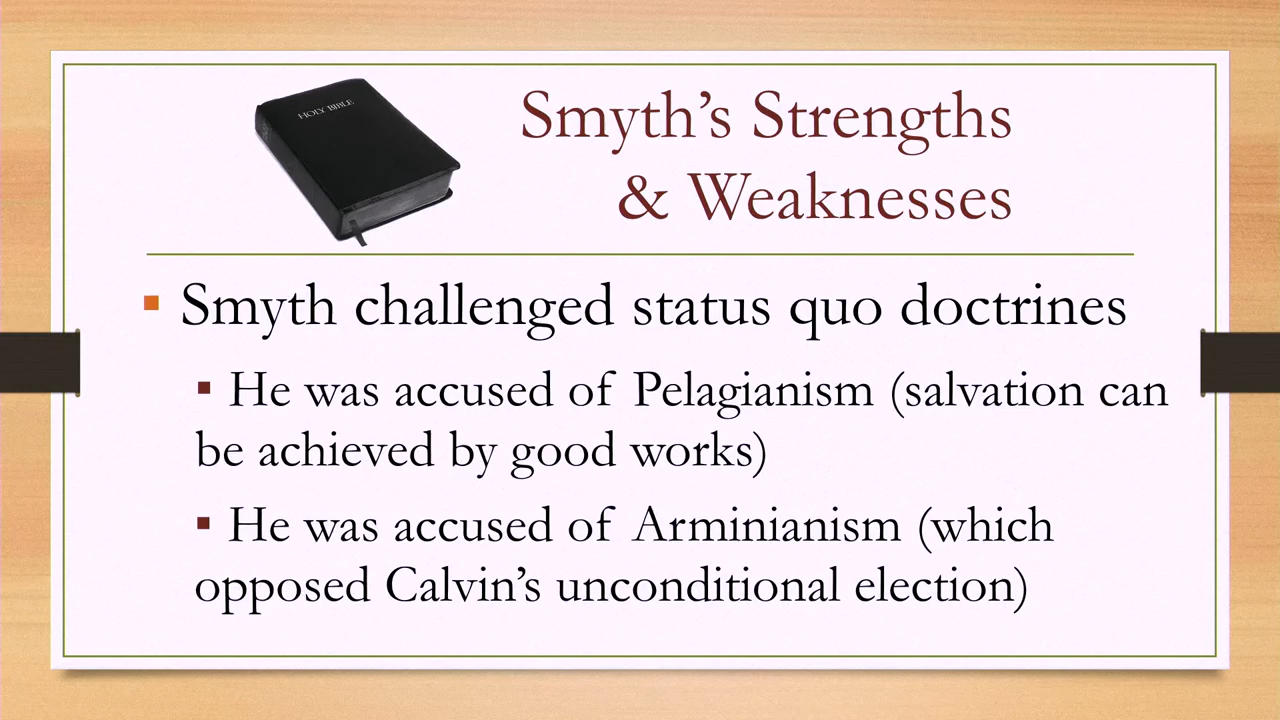 HOLY BIBLE
Smyth’s Strengths
& Weaknesses
▪ Smyth challenged status quo doctrines
▪ He was accused of Pelagianism (salvation can
be achieved by good works)
▪ He was accused of Arminianism (which
opposed Calvin’s unconditional election)